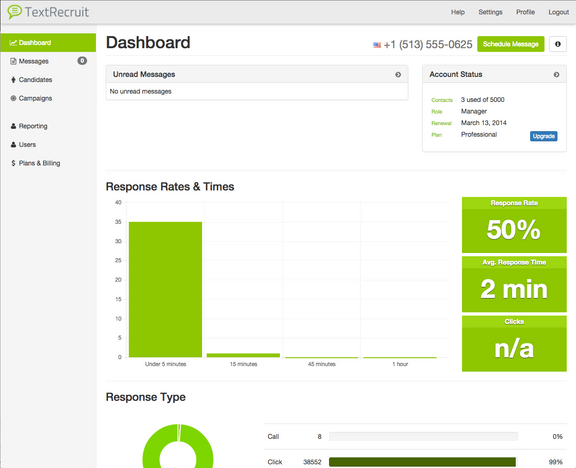 TextRecruit
Help Settings Profile Logout
Dashboard
Messages 0
Candidates
Campaigns
Reporting
Users
Plans & Billing
Dashboard
+1 (513) 555-0625 Schedule Message
Unread Messages
No unread messages
Account Status
Contacts 3 used of 5000
Role Manager
Renewal March 13, 2014
Plan Professional
Upgrade
Response Rates & Times
40
35
30
25
20
15
10
5
0
Under 5 minutes 15 minutes 45 minutes 1 hour
Response Rate
50%
Avg. Response Time
2 min
Clicks
n/a
Response Type
Call 8 0%
Click 38552 99%